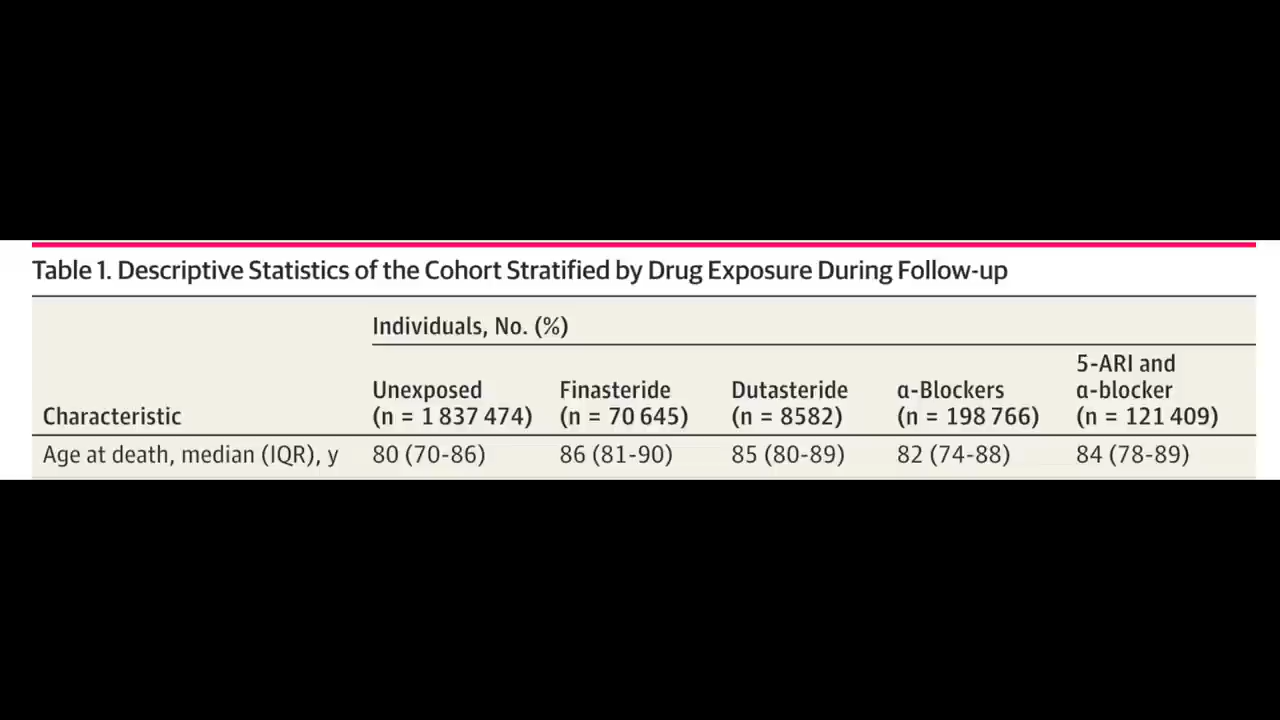 Table 1. Descriptive Statistics of the Cohort Stratified by Drug Exposure During Follow-up
Individuals, No. (%)
Characteristic
Unexposed
(n = 1 837 474)
Finasteride
(n = 70 645)
Dutasteride
(n = 8582)
α-Blockers
(n = 198 766)
5-ARI and
α-blocker
(n = 121 409)
Age at death, median (IQR), y 80 (70-86) 86 (81-90) 85 (80-89) 82 (74-88) 84 (78-89)